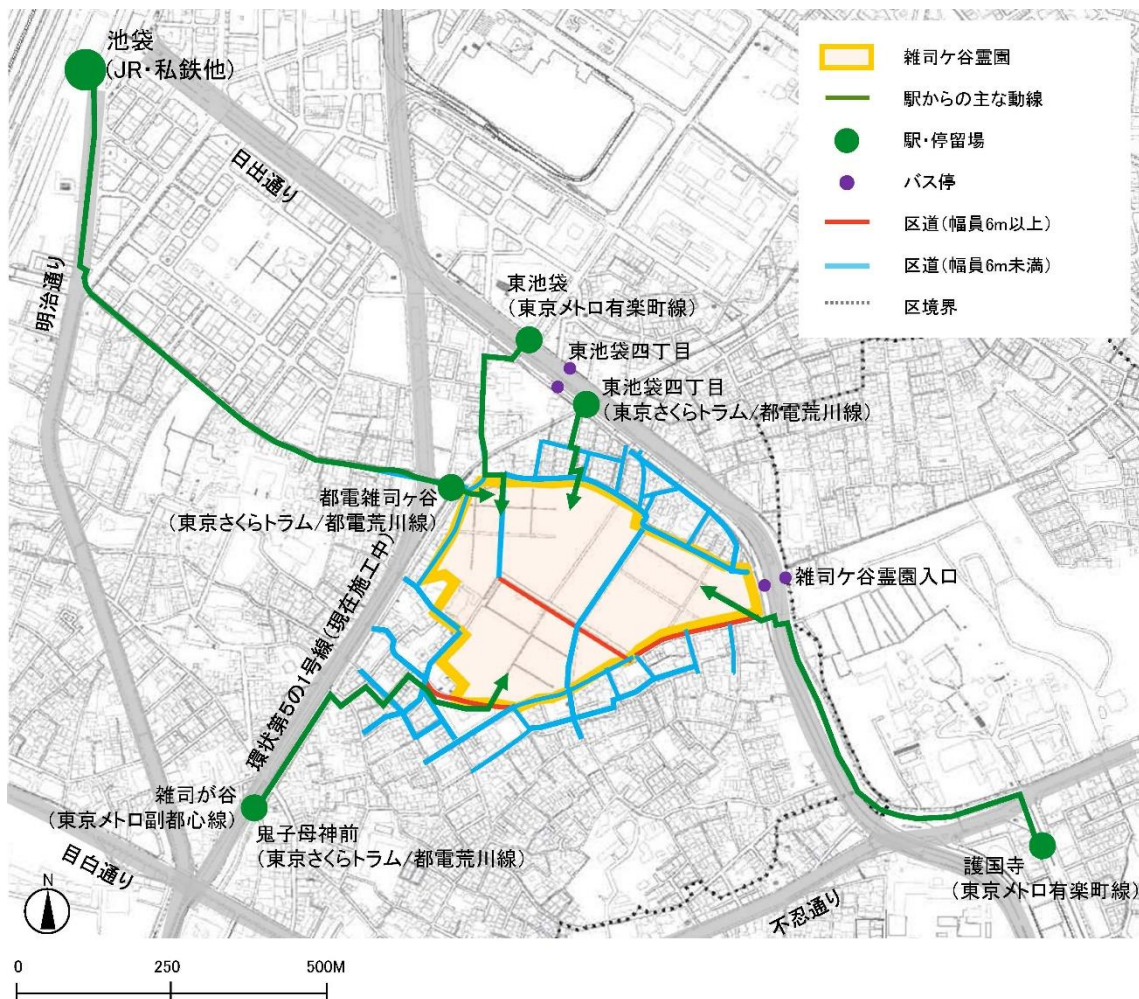 池袋
(JR・私鉄他)
日出通り
明治通り
東池袋
(東京メトロ有楽町線)
東池袋四丁目
東池袋四丁目
(東京さくらトラム/都電荒川線)
都電雑司ヶ谷
(東京さくらトラム/都電荒川線)
環状第5の1号線(現在施工中)
雑司ケ谷霊園入口
雑司が谷
(東京メトロ副都心線)
鬼子母神前
(東京さくらトラム/都電荒川線)
目白通り
不忍通り
護国寺
(東京メトロ有楽町線)
雑司ケ谷霊園
駅からの主な動線
駅・停留場
バス停
区道(幅員6m以上)
区道(幅員6m未満)
区境界
N
0 250 500M